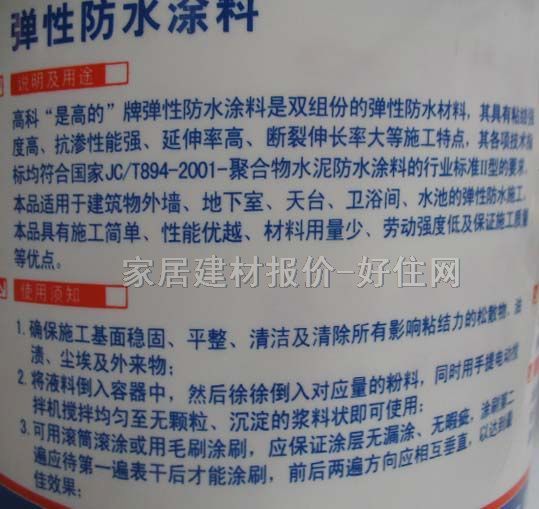 弹性防水涂料
说明及用途
高科“是高的”牌弹性防水涂料是双组份的弹性防水材料，其具有粘结强
度高、抗渗性能强、延伸率高、断裂伸长率大等施工特点，其各项技术指
标均符合国家JC/T894-2001-聚合物水泥防水涂料的行业标准II型的要求。
本品适用于建筑物外墙、地下室、天台、卫浴间、水池的弹性防水施工，
本品具有施工简单、性能优越、材料用量少、劳动强度低及保证施工质量
等优点。
家居建材报价-好住网
使用须知
1.确保施工基面稳固、平整、清洁及清除所有影响粘结力的松散物、油
渍、尘埃及外来物；
2.将液料倒入容器中，然后徐徐倒入对应量的粉料，同时用手提电动搅
拌机搅拌均匀至无颗粒、沉淀的浆料状即可使用；
3.可用滚筒滚涂或用毛刷涂刷，应保证涂层无漏涂、无瑕疵，涂刷第二
遍应待第一遍表干后才能涂刷，前后两遍方向应相互垂直，以达到最
佳效果；